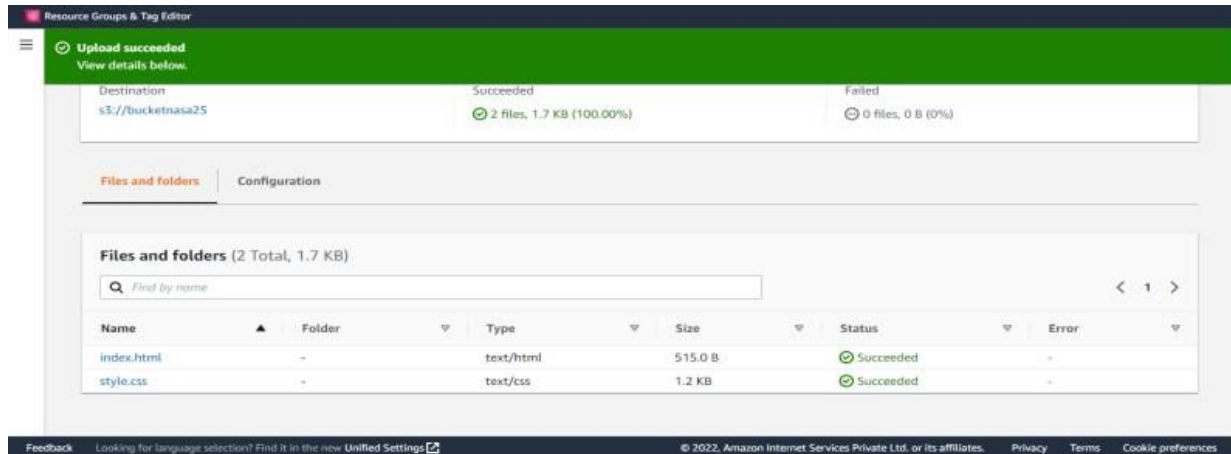 Resource Groups & Tag Editor
Upload succeeded
View details below.
Destination Succeeded Failed
s3://bucketnasa25 2 files, 1.7 KB (100.00%) 0 files, 0 B (0%)
Files and folders Configuration
Files and folders (2 Total, 1.7 KB)
Find by name < 1 >
Name Folder Type Size Status Error
index.html - text/html 515.0 B Succeeded -
style.css - text/css 1.2 KB Succeeded -
Feedback Looking for language selection? Find it in the new Unified Settings © 2022, Amazon Internet Services Private Ltd. or its affiliates. Privacy Terms Cookie preferences